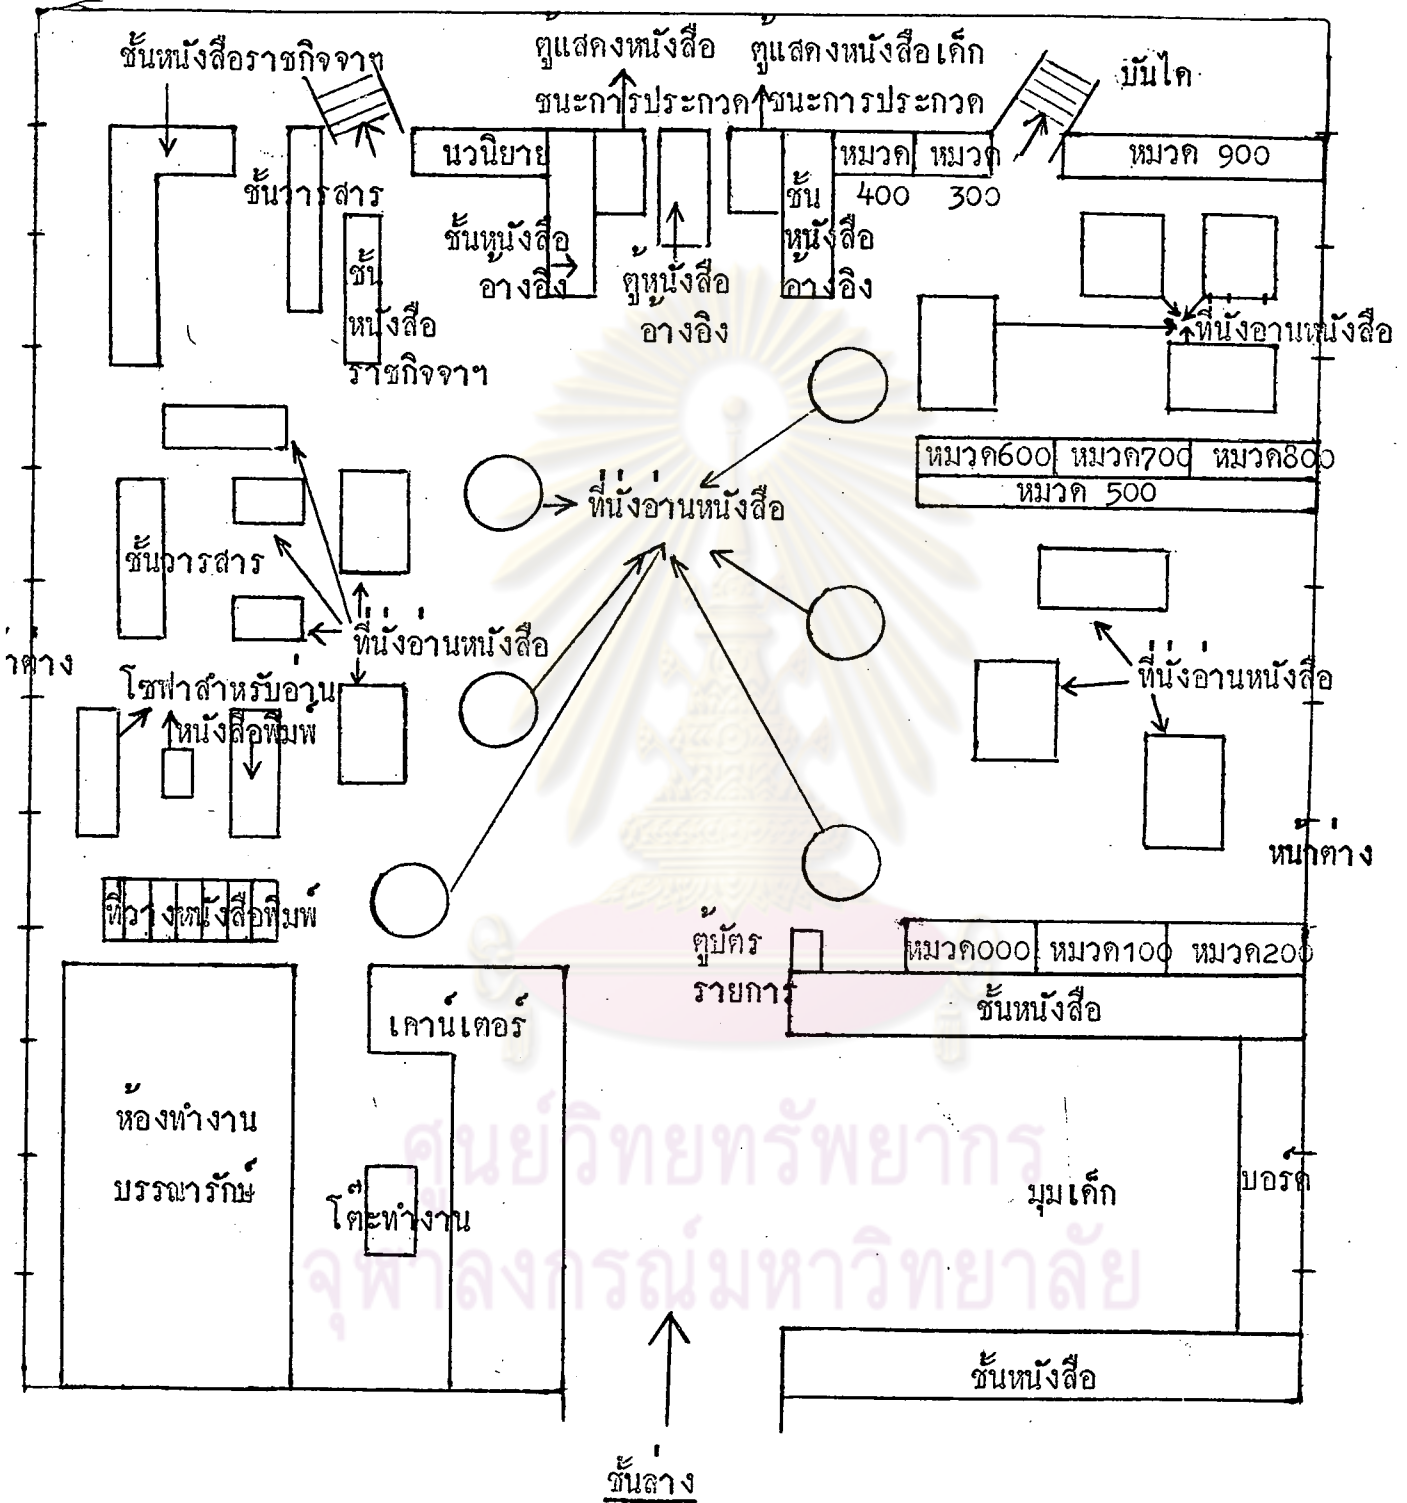 ชั้นหนังสือราชกิจจาฯ
ตู้แสดงหนังสือ
ชนะการประกวด
ตู้แสดงหนังสือเด็ก
ชนะการประกวด
บันได
นวนิยาย
หมวด
400
หมวด
300
หมวด 900
ชั้นวารสาร
ชั้น
หนังสือ
ราชกิจจาฯ
ชั้นหนังสือ
อ้างอิง
ตู้หนังสือ
อ้างอิง
ชั้น
หนังสือ
อ้างอิง
ที่นั่งอ่านหนังสือ
หมวด600
หมวด700
หมวด800
หมวด 500
ที่นั่งอ่านหนังสือ
ชั้นวารสาร
ที่นั่งอ่านหนังสือ
ที่นั่งอ่านหนังสือ
าต่าง
โซฟาสำหรับอ่าน
หนังสือพิมพ์
หน้าต่าง
ที่วางหนังสือพิมพ์
ตู้บัตร
รายการ
หมวด000
หมวด100
หมวด200
ชั้นหนังสือ
เคาน์เตอร์
ห้องทำงาน
บรรณารักษ์
โต๊ะทำงาน
มุมเด็ก
บอร์ด
ชั้นหนังสือ
ชั้นล่าง
ศูนย์วิทยทรัพยากร
จุฬาลงกรณ์มหาวิทยาลัย